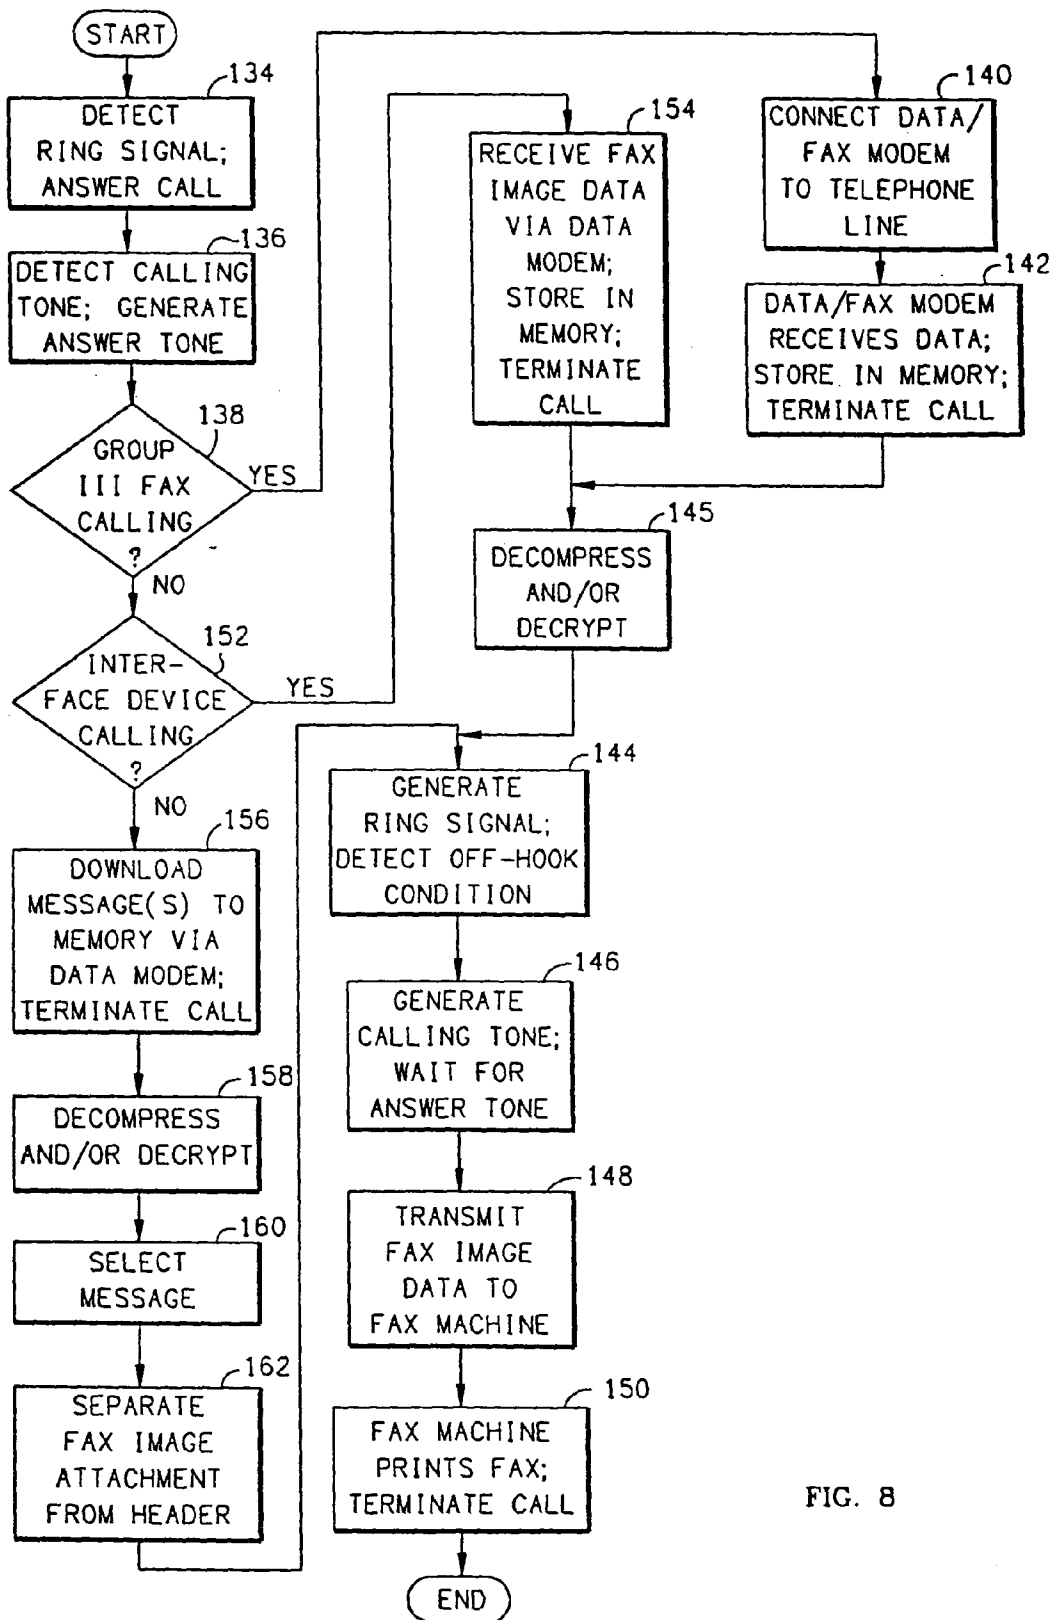 START
134
DETECT
RING SIGNAL;
ANSWER CALL
136
DETECT CALLING
TONE; GENERATE
ANSWER TONE
138
GROUP
III FAX
CALLING
?
YES
NO
152
INTER-
FACE DEVICE
CALLING
?
YES
NO
156
DOWNLOAD
MESSAGE(S) TO
MEMORY VIA
DATA MODEM;
TERMINATE CALL
158
DECOMPRESS
AND/OR DECRYPT
160
SELECT
MESSAGE
162
SEPARATE
FAX IMAGE
ATTACHMENT
FROM HEADER
154
RECEIVE FAX
IMAGE DATA
VIA DATA
MODEM;
STORE IN
MEMORY;
TERMINATE
CALL
140
CONNECT DATA/
FAX MODEM
TO TELEPHONE
LINE
142
DATA/FAX MODEM
RECEIVES DATA;
STORE IN MEMORY;
TERMINATE CALL
145
DECOMPRESS
AND/OR
DECRYPT
144
GENERATE
RING SIGNAL;
DETECT OFF-HOOK
CONDITION
146
GENERATE
CALLING TONE;
WAIT FOR
ANSWER TONE
148
TRANSMIT
FAX IMAGE
DATA TO
FAX MACHINE
150
FAX MACHINE
PRINTS FAX;
TERMINATE CALL
END
FIG. 8